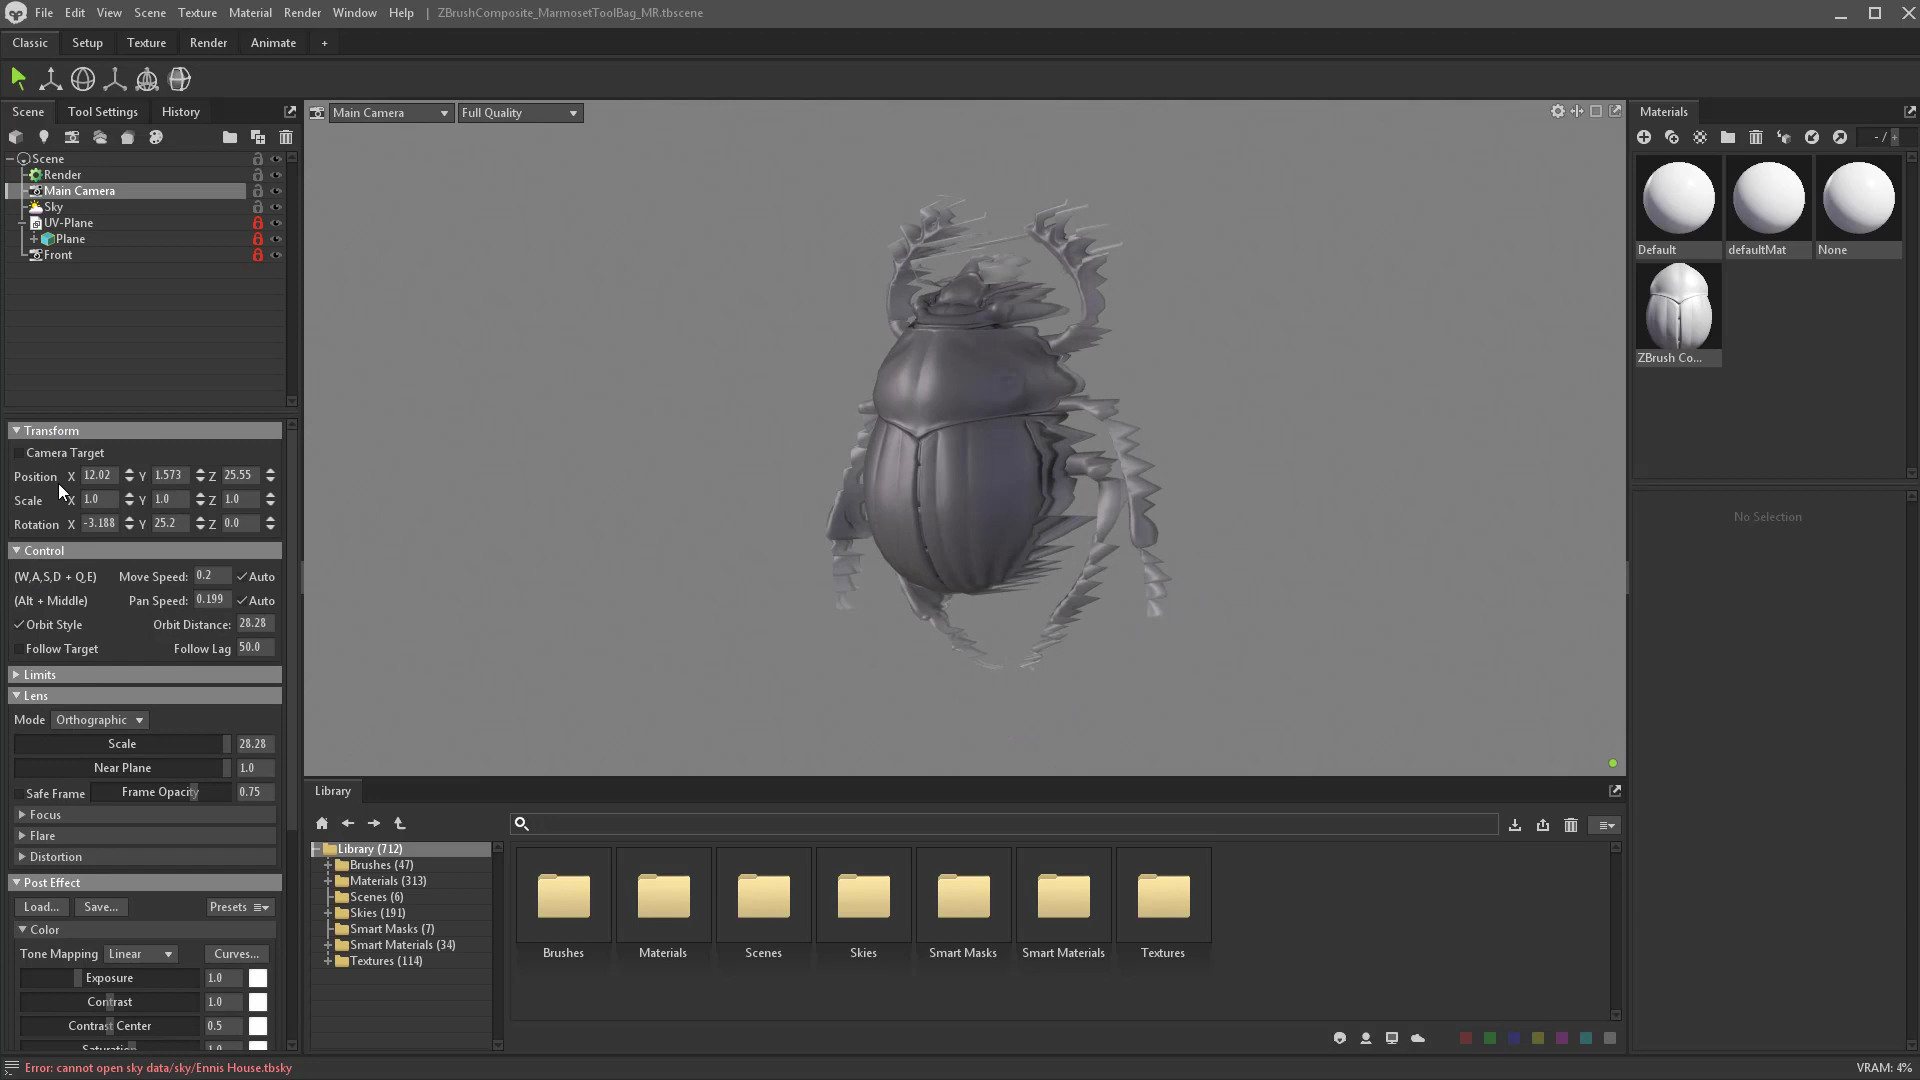 File Edit View Scene Texture Material Render Window Help | ZBrushComposite_MarmosetToolBag_MR.tbscene
Classic Setup Texture Render Animate +
Scene Tool Settings History
Main Camera Full Quality
Materials
- /
Scene
Render
Main Camera
Sky
UV-Plane
Plane
Front
Default defaultMat None
ZBrush Co...
Transform
Camera Target
Position X 12.02 Y 1.573 Z 25.55
Scale X 1.0 Y 1.0 Z 1.0
Rotation X -3.188 Y 25.2 Z 0.0
No Selection
Control
(W,A,S,D + Q,E) Move Speed: 0.2 Auto
(Alt + Middle) Pan Speed: 0.199 Auto
Orbit Style Orbit Distance: 28.28
Follow Target Follow Lag 50.0
Limits
Lens
Mode Orthographic
Scale 28.28
Near Plane 1.0
Safe Frame Frame Opacity 0.75
Focus
Flare
Distortion
Post Effect
Load... Save... Presets
Color
Tone Mapping Linear Curves...
Exposure 1.0
Contrast 1.0
Contrast Center 0.5
Saturation 1.0
Library
Library (712)
Brushes (47)
Materials (313)
Scenes (6)
Skies (191)
Smart Masks (7)
Smart Materials (34)
Textures (114)
Brushes Materials Scenes Skies Smart Masks Smart Materials Textures
Error: cannot open sky data/sky/Ennis House.tbsky
VRAM: 4%